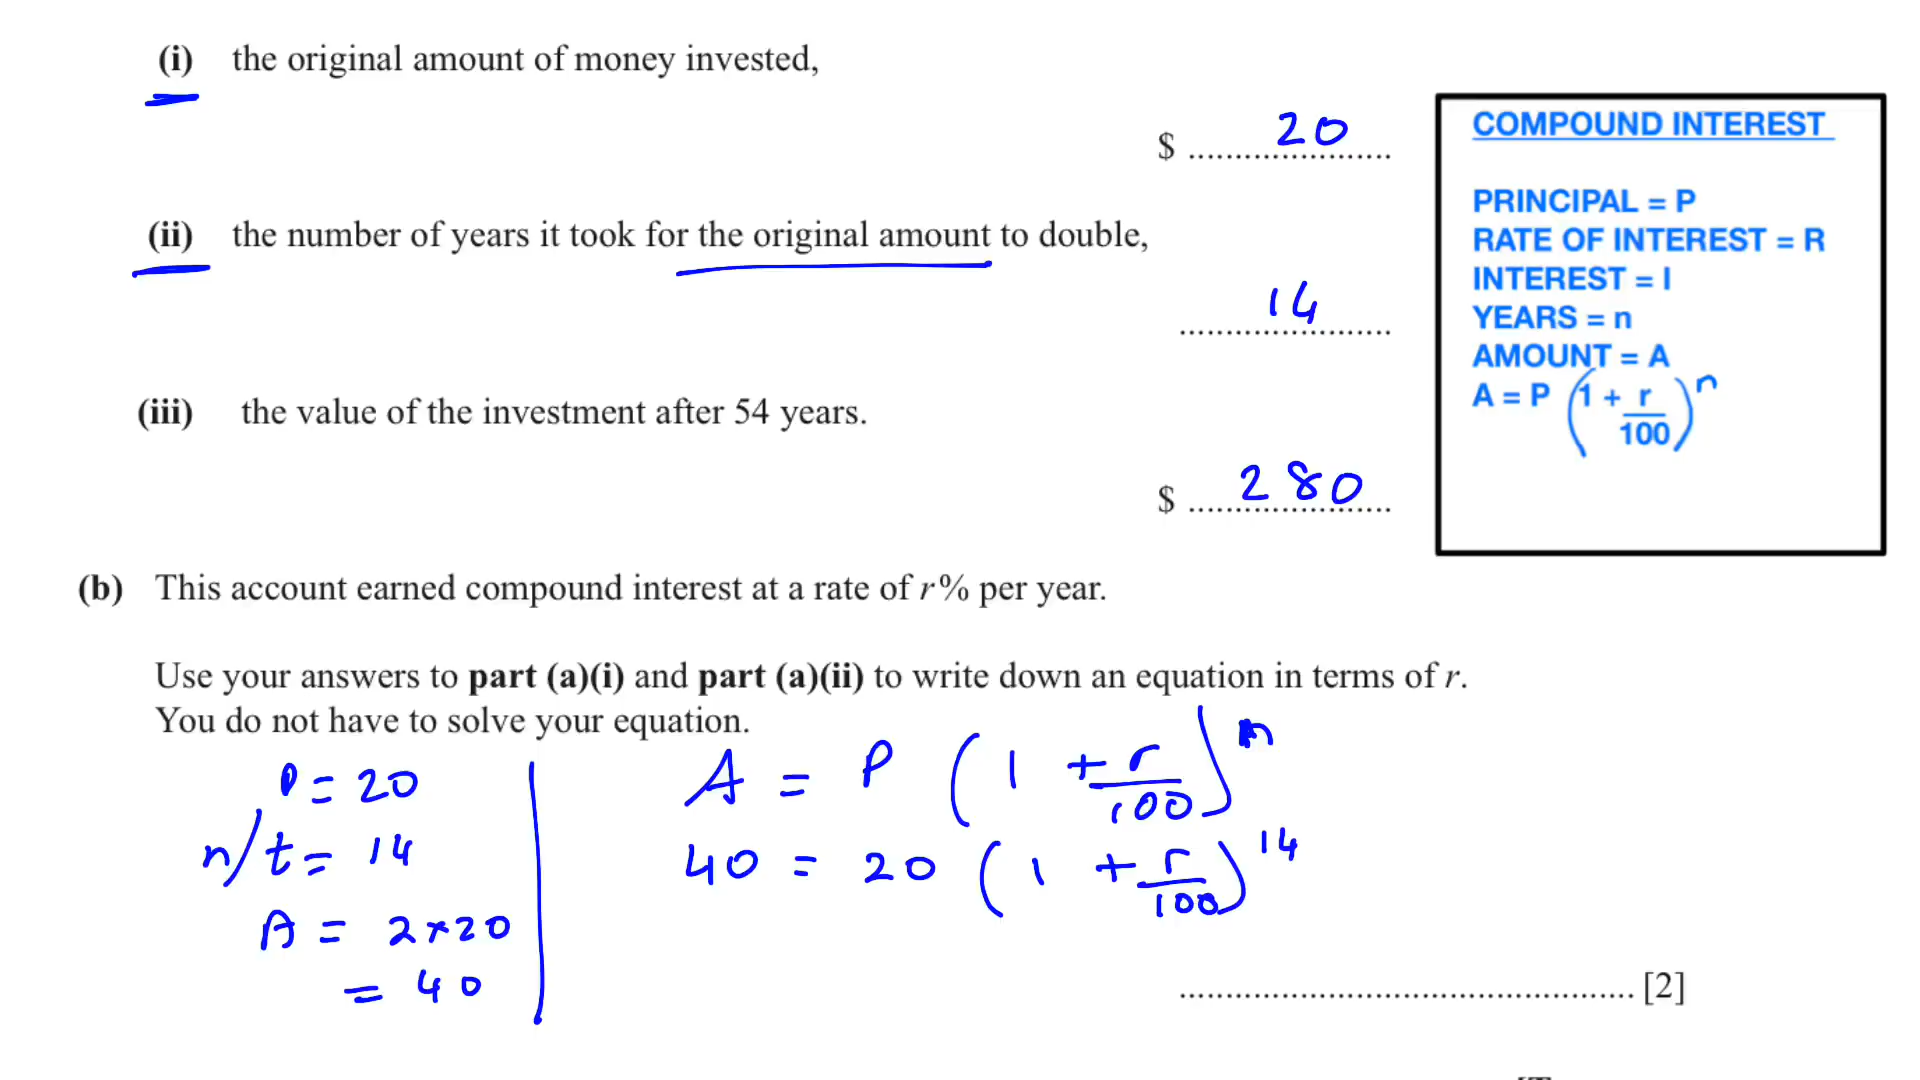 (i) the original amount of money invested,
$ ...................... 20
(ii) the number of years it took for the original amount to double,
....................... 14
(iii) the value of the investment after 54 years.
$ ...................... 280
COMPOUND INTEREST
PRINCIPAL = P
RATE OF INTEREST = R
INTEREST = I
YEARS = n
AMOUNT = A
A = P (1 + r/100)^n
(b) This account earned compound interest at a rate of r% per year.
Use your answers to part (a)(i) and part (a)(ii) to write down an equation in terms of r.
You do not have to solve your equation.
P = 20
n/t = 14
A = 2×20
= 40
A = P (1 + r/100)^n
40 = 20 (1 + r/100)^14
................................................. [2]